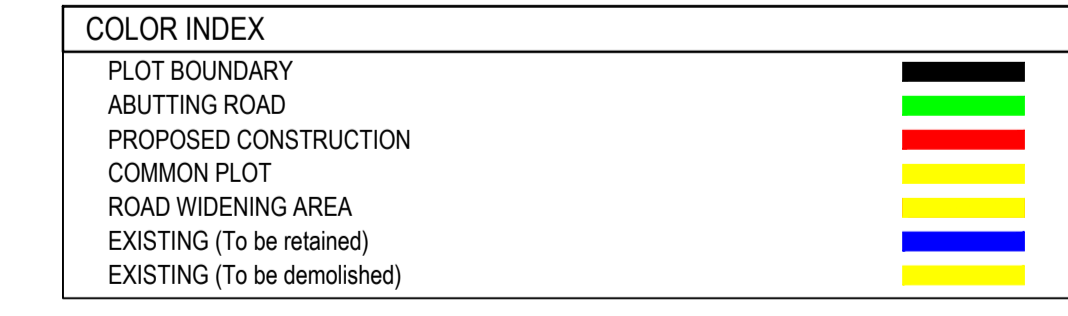 COLOR INDEX
PLOT BOUNDARY
ABUTTING ROAD
PROPOSED CONSTRUCTION
COMMON PLOT
ROAD WIDENING AREA
EXISTING (To be retained)
EXISTING (To be demolished)